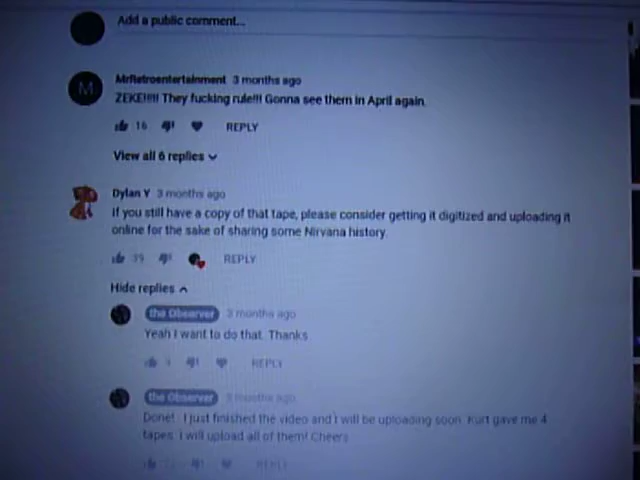 Add a public comment...
MrRetroentertainment 3 months ago
ZEKE!!!!! They fucking rule!!! Gonna see them in April again.
16 REPLY
View all 6 replies
M
Dylan Y 3 months ago
If you still have a copy of that tape, please consider getting it digitized and uploading it
online for the sake of sharing some Nirvana history.
39 REPLY
Hide replies
the Observer 3 months ago
Yeah I want to do that. Thanks
REPLY
the Observer 3 months ago
Done! I just finished the video and i will be uploading soon. Kurt gave me 4
tapes. i will upload all of them! Cheers
REPLY